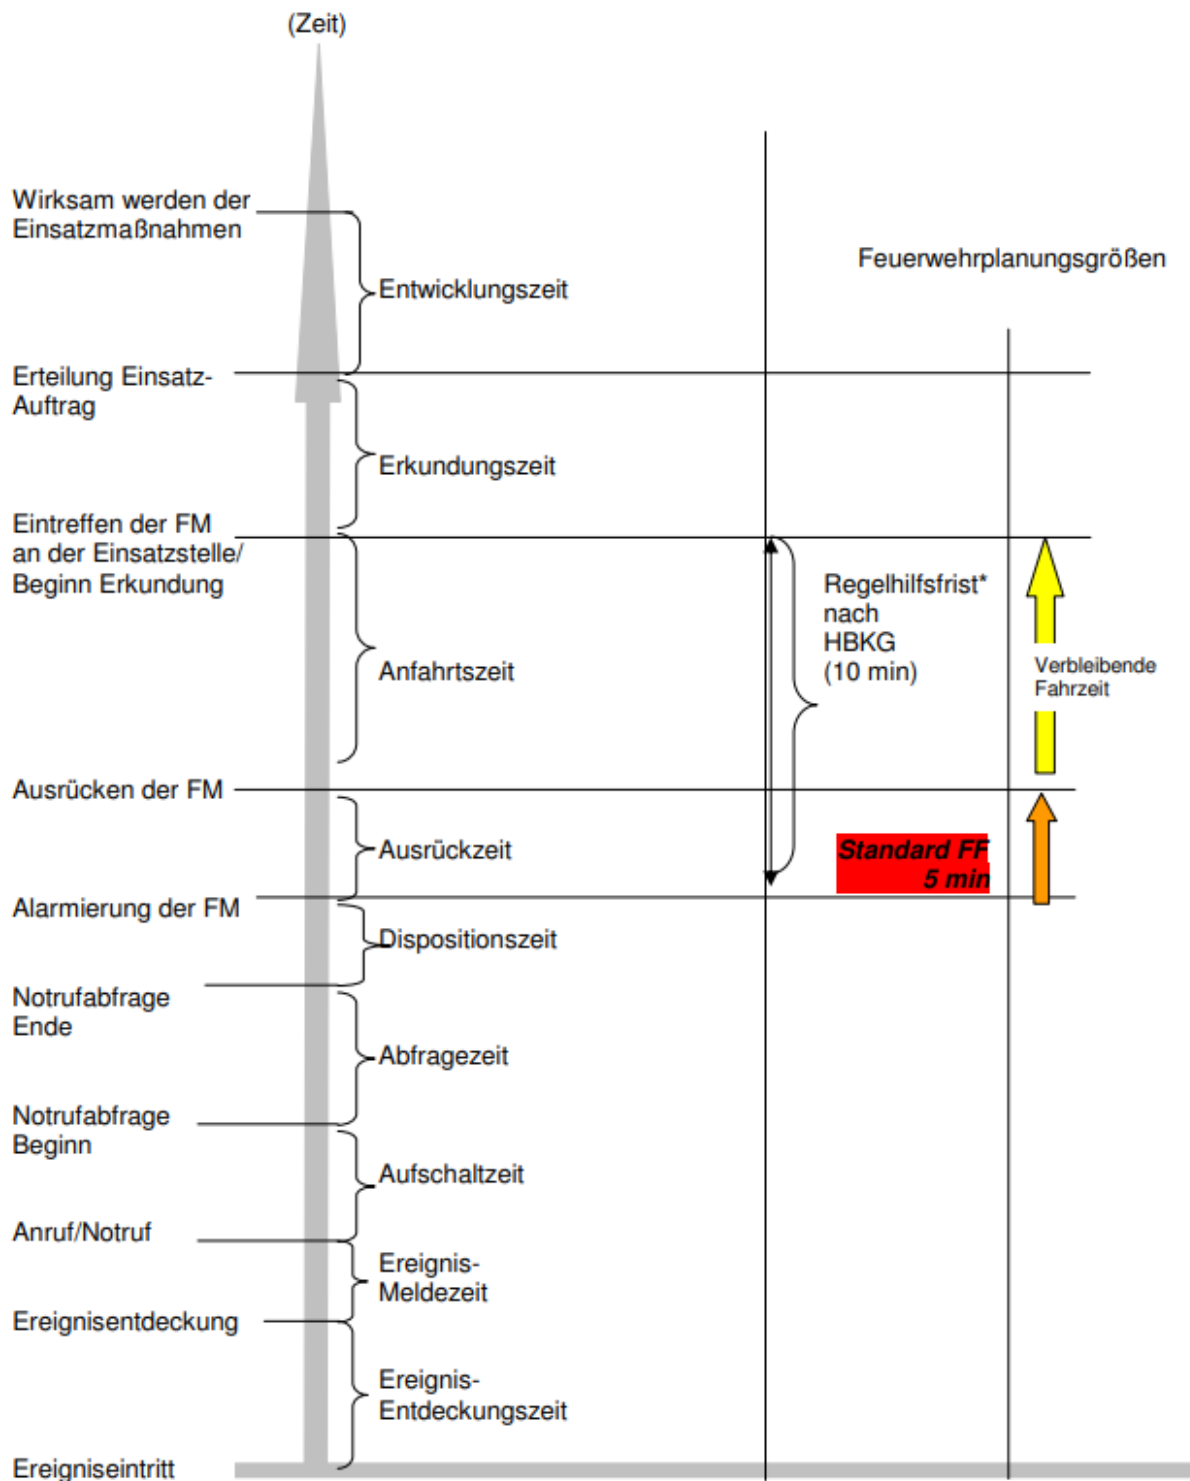 (Zeit)
Wirksam werden der
Einsatzmaßnahmen
Feuerwehrplanungsgrößen
Entwicklungszeit
Erteilung Einsatz-
Auftrag
Erkundungszeit
Eintreffen der FM
an der Einsatzstelle/
Beginn Erkundung
Regelhilfsfrist*
nach
HBKG
(10 min)
Anfahrtszeit
Verbleibende
Fahrzeit
Ausrücken der FM
Ausrückzeit
Standard FF
5 min
Alarmierung der FM
Dispositionszeit
Notrufabfrage
Ende
Abfragezeit
Notrufabfrage
Beginn
Aufschaltzeit
Anruf/Notruf
Ereignis-
Meldezeit
Ereignisentdeckung
Ereignis-
Entdeckungszeit
Ereigniseintritt